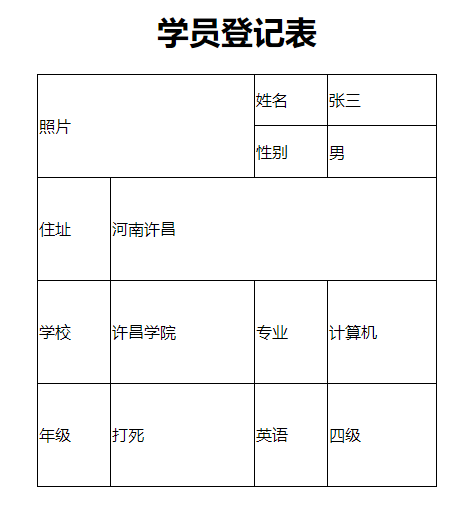 学员登记表
照片 姓名 张三
性别 男
住址 河南许昌
学校 许昌学院 专业 计算机
年级 打死 英语 四级